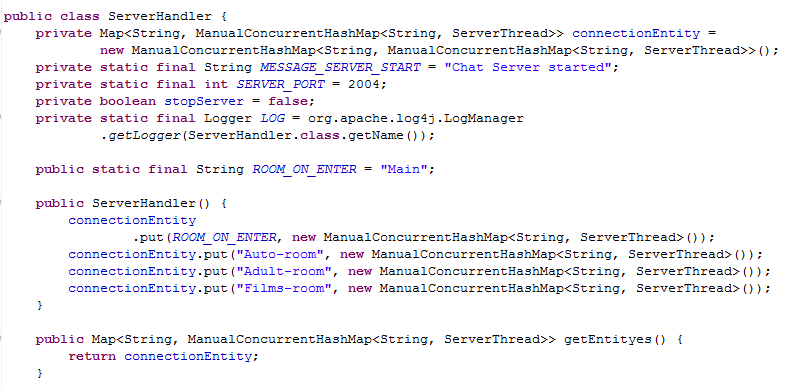 public class ServerHandler {
    private Map<String, ManualConcurrentHashMap<String, ServerThread>> connectionEntity =
            new ManualConcurrentHashMap<String, ManualConcurrentHashMap<String, ServerThread>>();
    private static final String MESSAGE_SERVER_START = "Chat Server started";
    private static final int SERVER_PORT = 2004;
    private boolean stopServer = false;
    private static final Logger LOG = org.apache.log4j.LogManager
            .getLogger(ServerHandler.class.getName());

    public static final String ROOM_ON_ENTER = "Main";

    public ServerHandler() {
        connectionEntity
                .put(ROOM_ON_ENTER, new ManualConcurrentHashMap<String, ServerThread>());
        connectionEntity.put("Auto-room", new ManualConcurrentHashMap<String, ServerThread>());
        connectionEntity.put("Adult-room", new ManualConcurrentHashMap<String, ServerThread>());
        connectionEntity.put("Films-room", new ManualConcurrentHashMap<String, ServerThread>());
    }

    public Map<String, ManualConcurrentHashMap<String, ServerThread>> getEntityes() {
        return connectionEntity;
    }